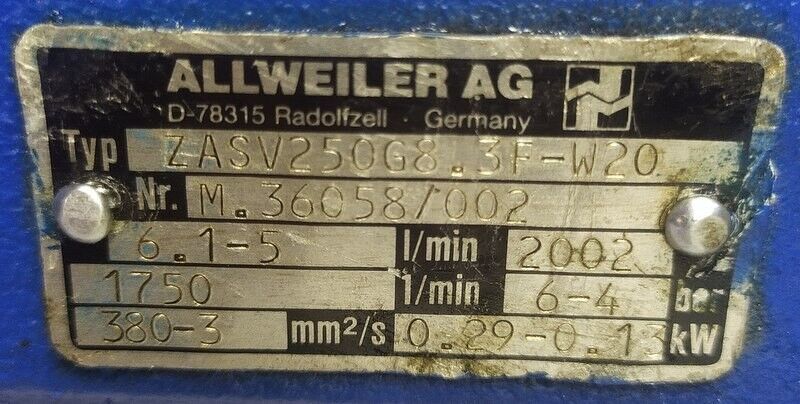 ALLWEILER AG
D-78315 Radolfzell · Germany
Typ ZASV250G8.3F-W20
Nr. M.36058/002
6.1-5 l/min 2002
1750 1/min 6-4 bar
380-3 mm²/s 0.29-0.13 kW